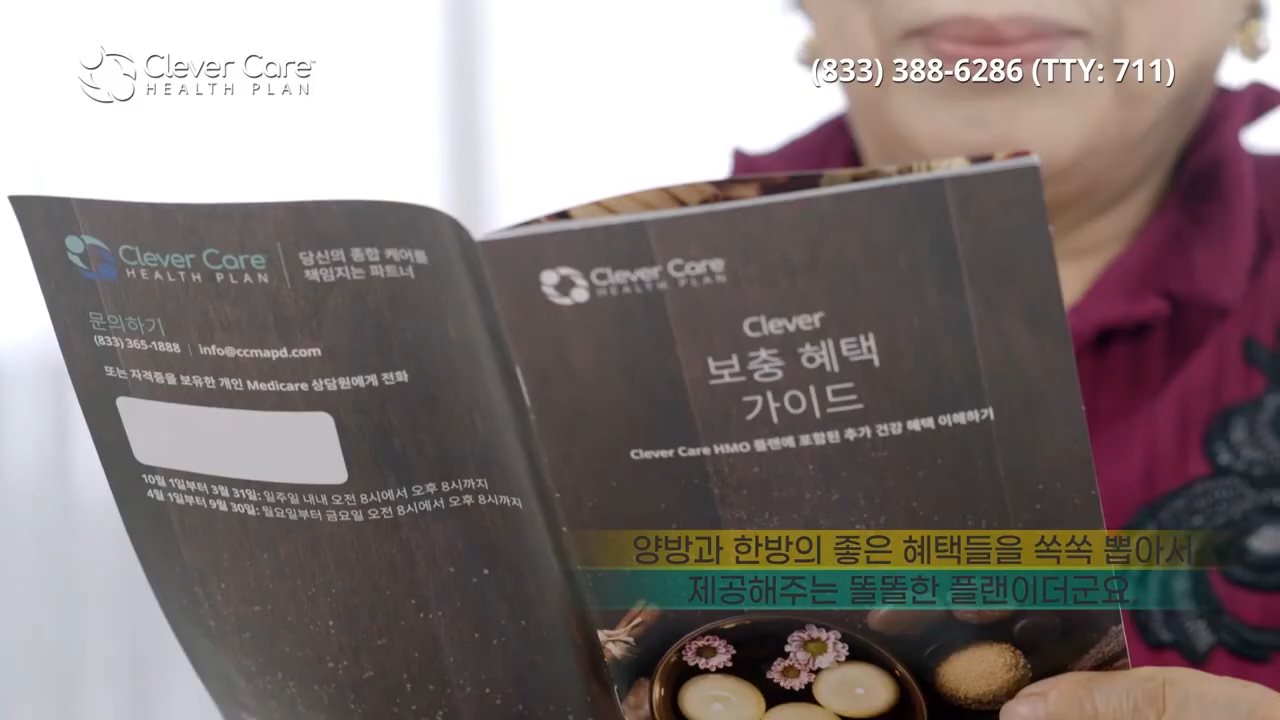 Clever Care™
HEALTH PLAN
(833) 388-6286 (TTY: 711)
Clever Care
HEALTH PLAN
당신의 종합 케어를
책임지는 파트너
문의하기
(833) 365-1888 | info@ccmapd.com
또는 자격증을 보유한 개인 Medicare 상담원에게 전화
10월 1일부터 3월 31일: 일주일 내내 오전 8시에서 오후 8시까지
4월 1일부터 9월 30일: 월요일부터 금요일 오전 8시에서 오후 8시까지
Clever Care
HEALTH PLAN
Clever
보충 혜택
가이드
Clever Care HMO 플랜에 포함된 추가 건강 혜택 이해하기
양방과 한방의 좋은 혜택들을 쏙쏙 뽑아서
제공해주는 똘똘한 플랜이더군요.